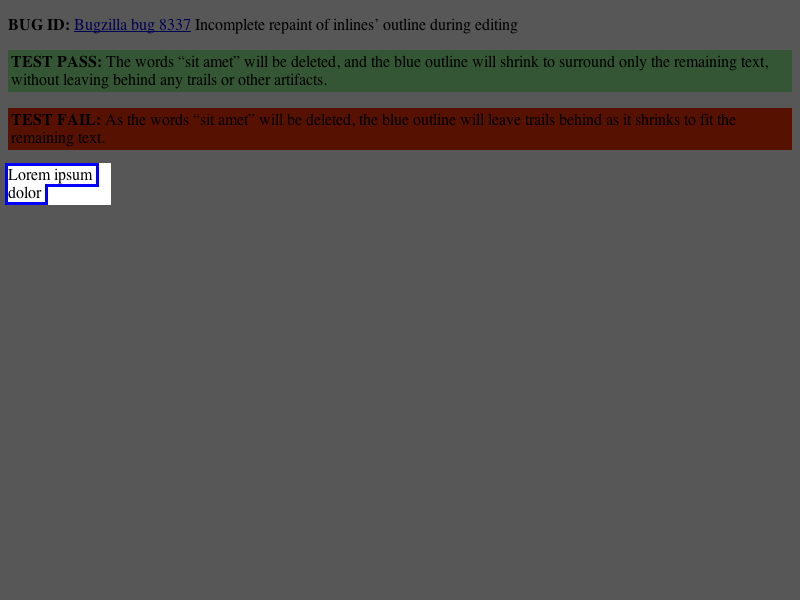 BUG ID: Bugzilla bug 8337 Incomplete repaint of inlines’ outline during editing
TEST PASS: The words “sit amet” will be deleted, and the blue outline will shrink to surround only the remaining text,
without leaving behind any trails or other artifacts.
TEST FAIL: As the words “sit amet” will be deleted, the blue outline will leave trails behind as it shrinks to fit the
remaining text.
Lorem ipsum
dolor